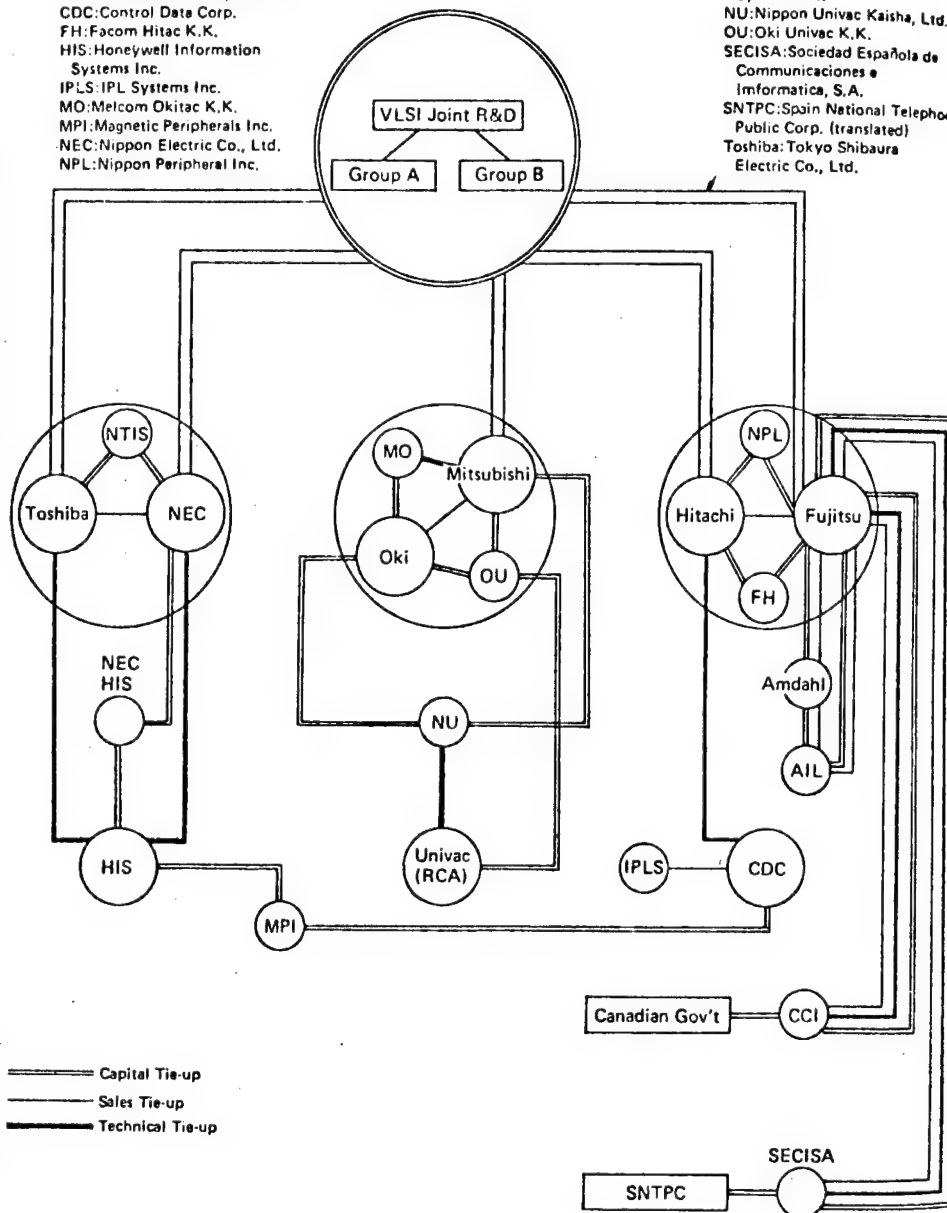 CDC:Control Data Corp.
FH:Facom Hitac K.K.
HIS:Honeywell Information
Systems Inc.
IPLS:IPL Systems Inc.
MO:Melcom Okitac K.K.
MPI:Magnetic Peripherals Inc.
NEC:Nippon Electric Co., Ltd.
NPL:Nippon Peripheral Inc.
NU:Nippon Univac Kaisha, Ltd.
OU:Oki Univac K.K.
SECISA:Sociedad Española de
Communicaciones e
Imformatica, S.A.
SNTPC:Spain National Telepho
Public Corp. (translated)
Toshiba:Tokyo Shibaura
Electric Co., Ltd.
VLSI Joint R&D
Group A
Group B
NTIS
Toshiba
NEC
MO
Mitsubishi
Oki
OU
NPL
Hitachi
Fujitsu
FH
NEC
HIS
NU
Amdahl
AIL
HIS
Univac
(RCA)
IPLS
CDC
MPI
Canadian Gov't
CCI
Capital Tie-up
Sales Tie-up
Technical Tie-up
SECISA
SNTPC